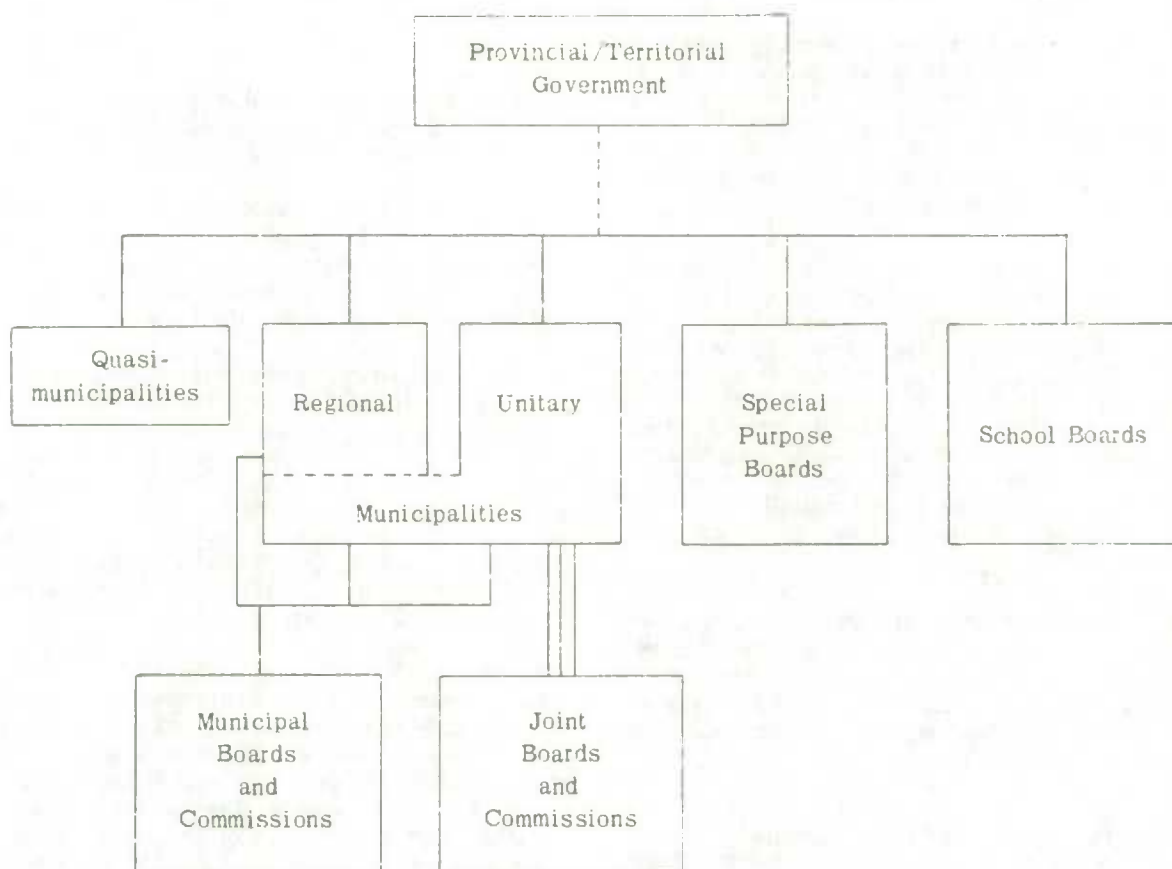 Provincial/Territorial
Government
Quasi-
municipalities
Regional
Unitary
Municipalities
Special
Purpose
Boards
School Boards
Municipal
Boards
and
Commissions
Joint
Boards
and
Commissions